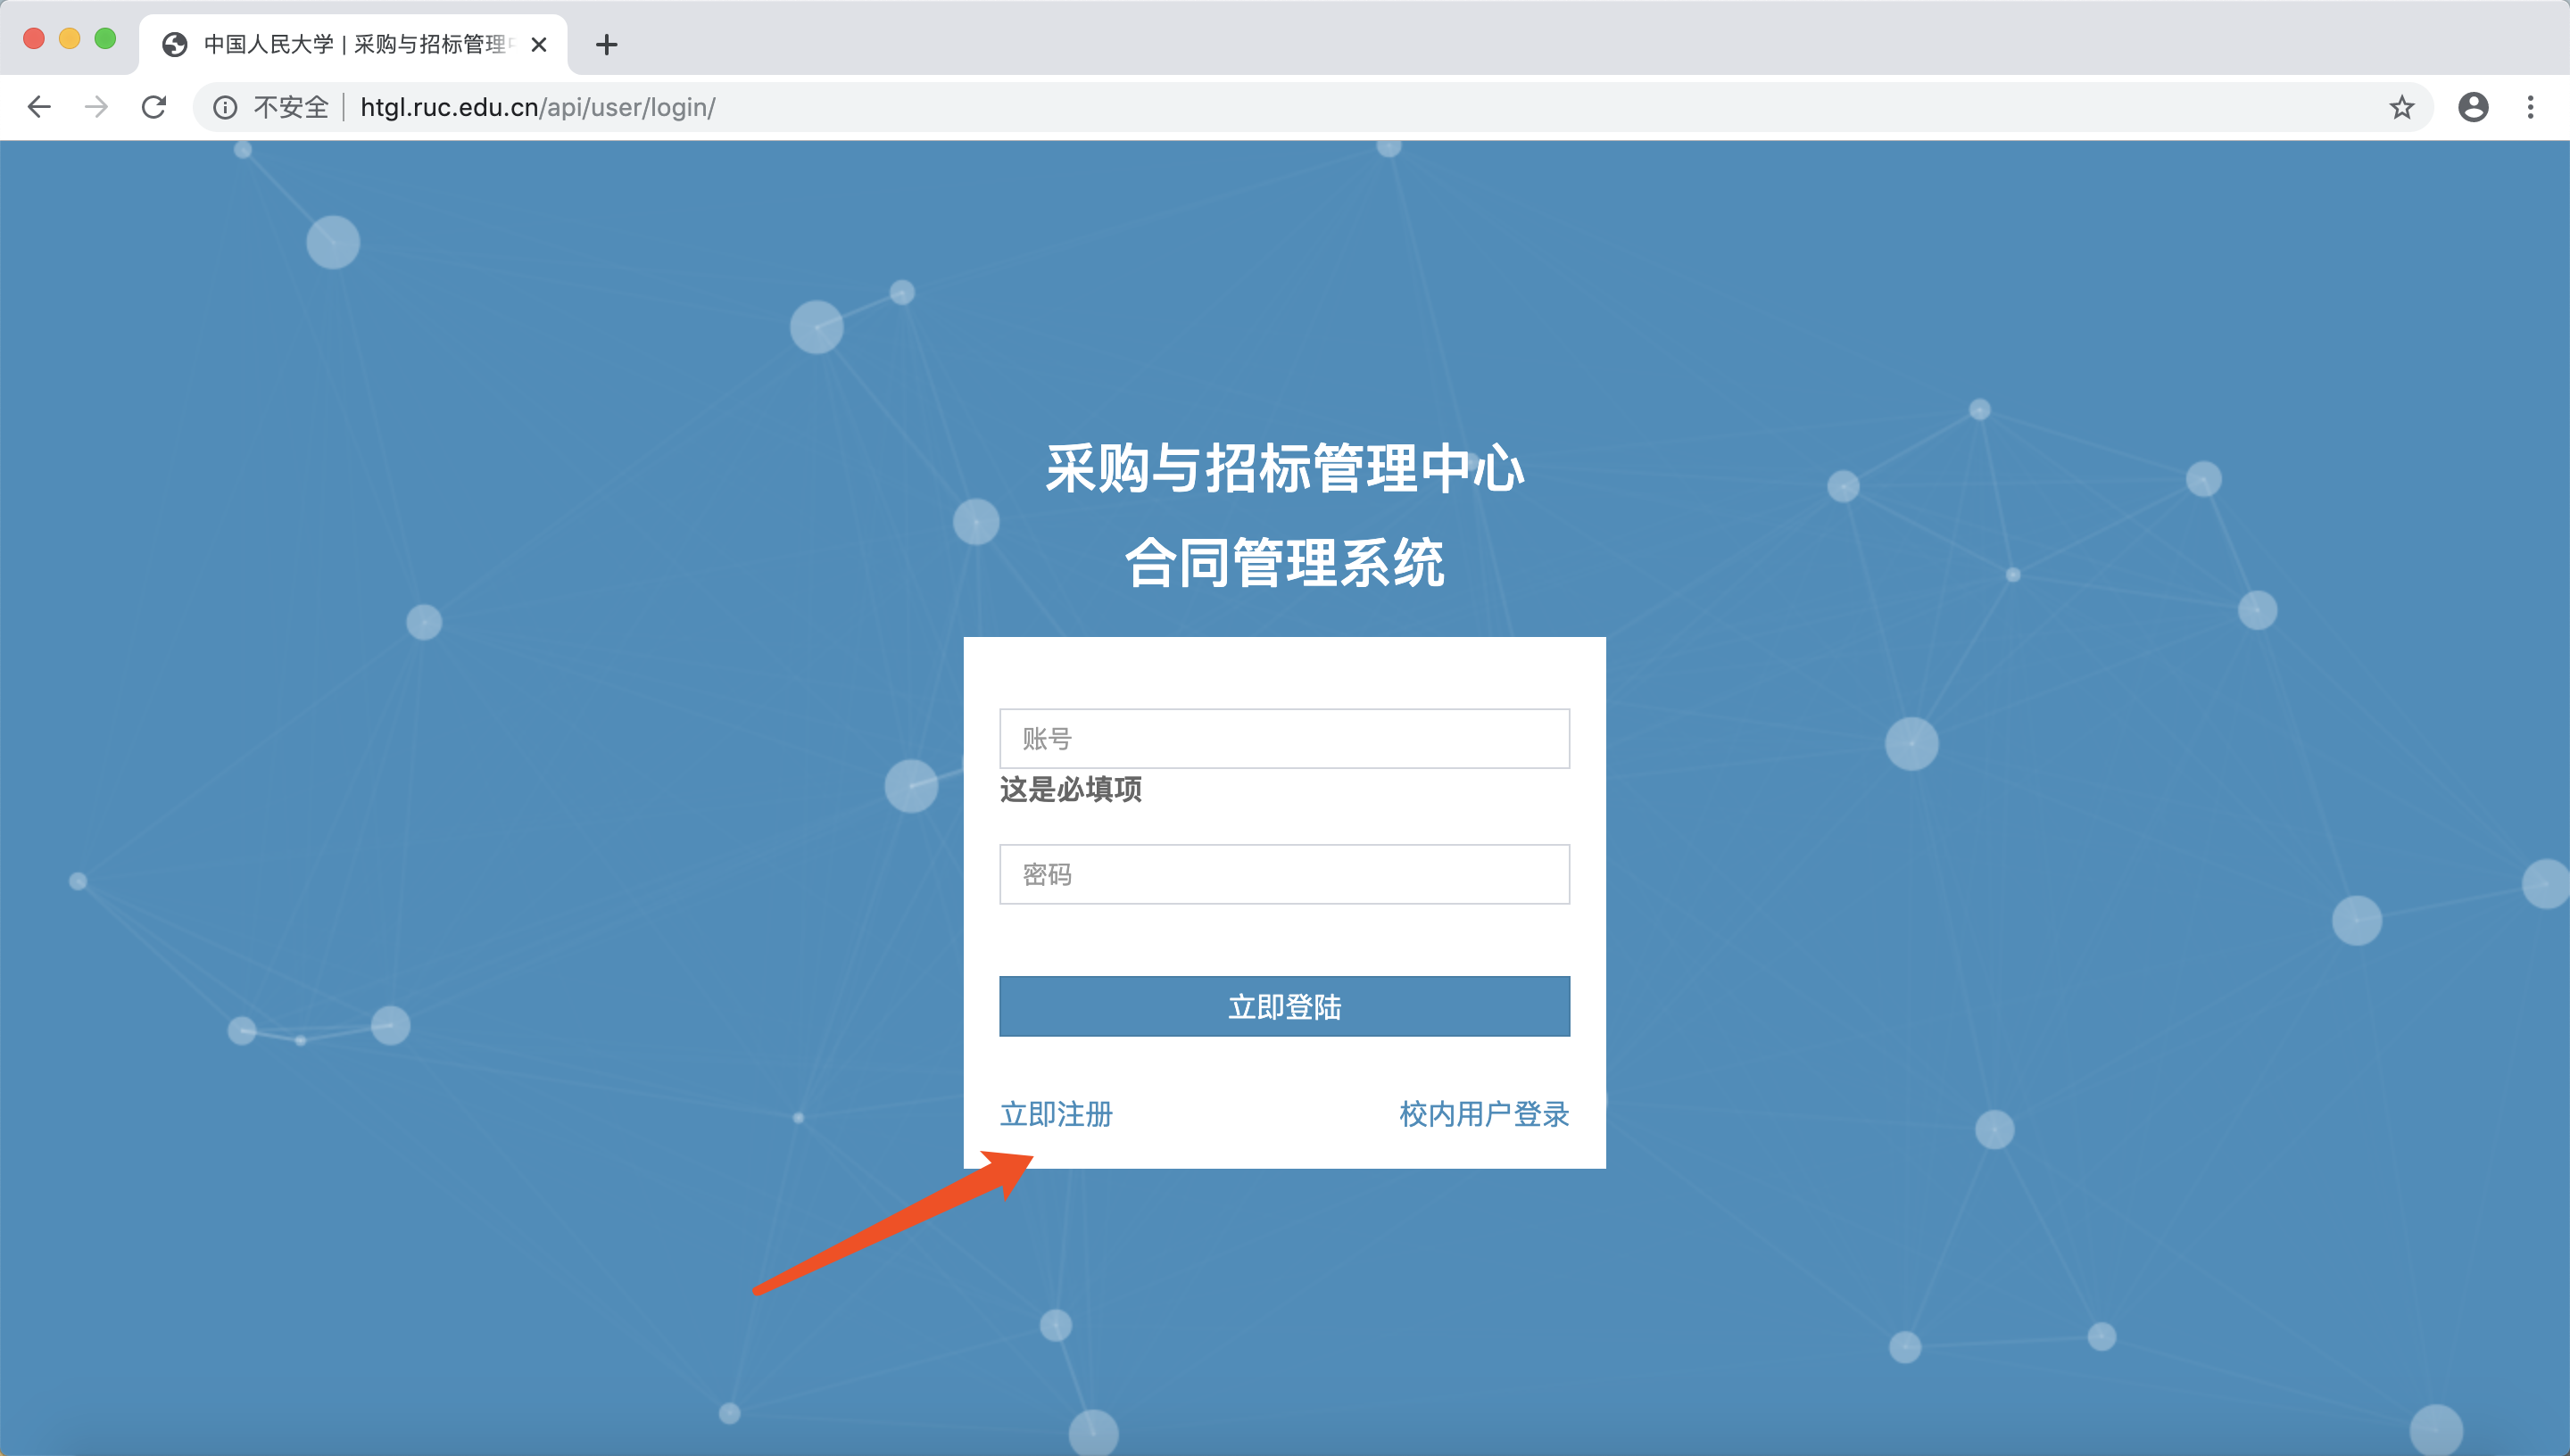 中国人民大学 | 采购与招标管理
不安全 htgl.ruc.edu.cn/api/user/login/
采购与招标管理中心
合同管理系统
账号
这是必填项
密码
立即登陆
立即注册 校内用户登录